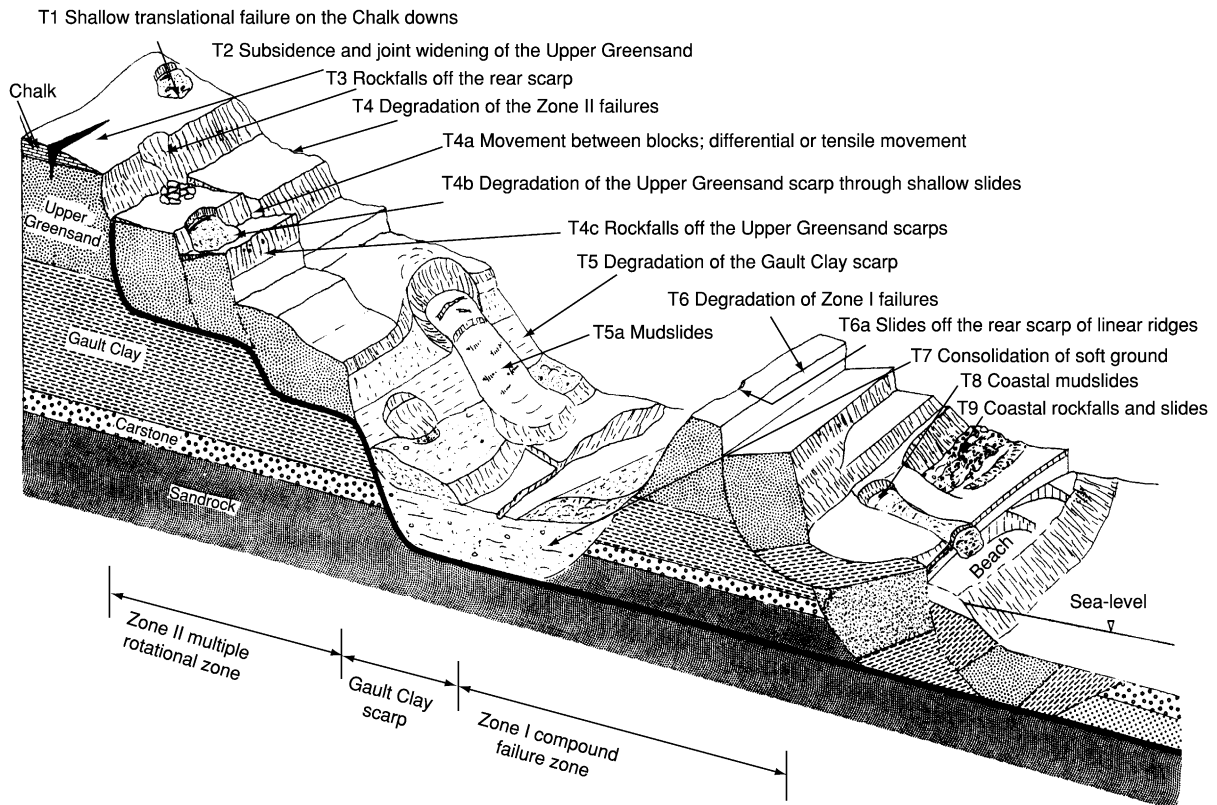 T1 Shallow translational failure on the Chalk downs
T2 Subsidence and joint widening of the Upper Greensand
T3 Rockfalls off the rear scarp
Chalk
T4 Degradation of the Zone II failures
T4a Movement between blocks; differential or tensile movement
T4b Degradation of the Upper Greensand scarp through shallow slides
Upper
Greensand
T4c Rockfalls off the Upper Greensand scarps
T5 Degradation of the Gault Clay scarp
T6 Degradation of Zone I failures
T6a Slides off the rear scarp of linear ridges
T5a Mudslides
Gault Clay
T7 Consolidation of soft ground
T8 Coastal mudslides
T9 Coastal rockfalls and slides
Carstone
Sandrock
Beach
Sea-level
Zone II multiple
rotational zone
Gault Clay
scarp
Zone I compound
failure zone